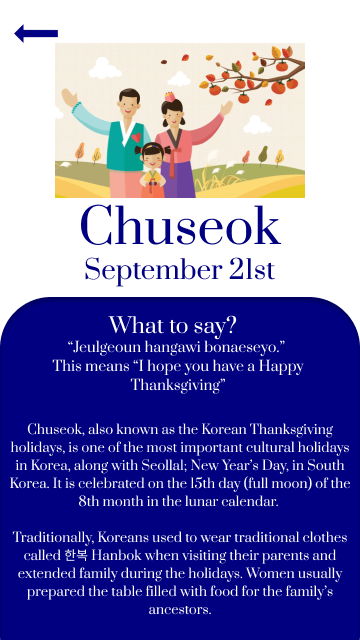 Chuseok
September 21st
What to say?
“Jeulgeoun hangawi bonaeseyo.”
This means “I hope you have a Happy
Thanksgiving”
Chuseok, also known as the Korean Thanksgiving
holidays, is one of the most important cultural holidays
in Korea, along with Seollal; New Year’s Day, in South
Korea. It is celebrated on the 15th day (full moon) of the
8th month in the lunar calendar.
Traditionally, Koreans used to wear traditional clothes
called 한복 Hanbok when visiting their parents and
extended family during the holidays. Women usually
prepared the table filled with food for the family’s
ancestors.